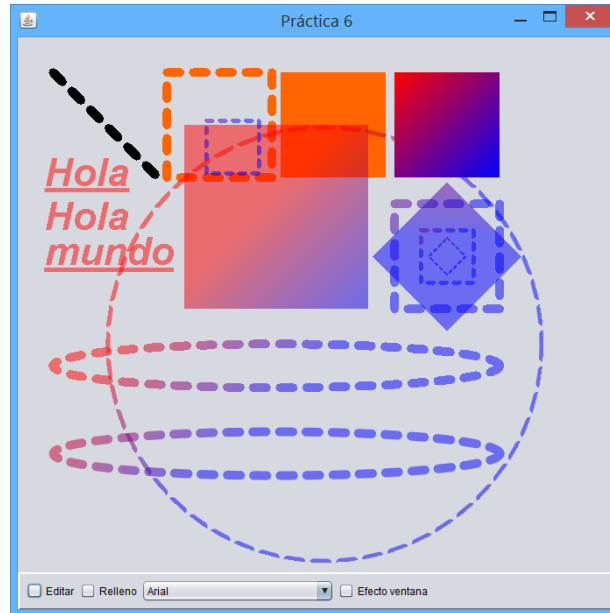 Práctica 6
Hola
Hola
mundo
Editar
Relleno
Arial
Efecto ventana